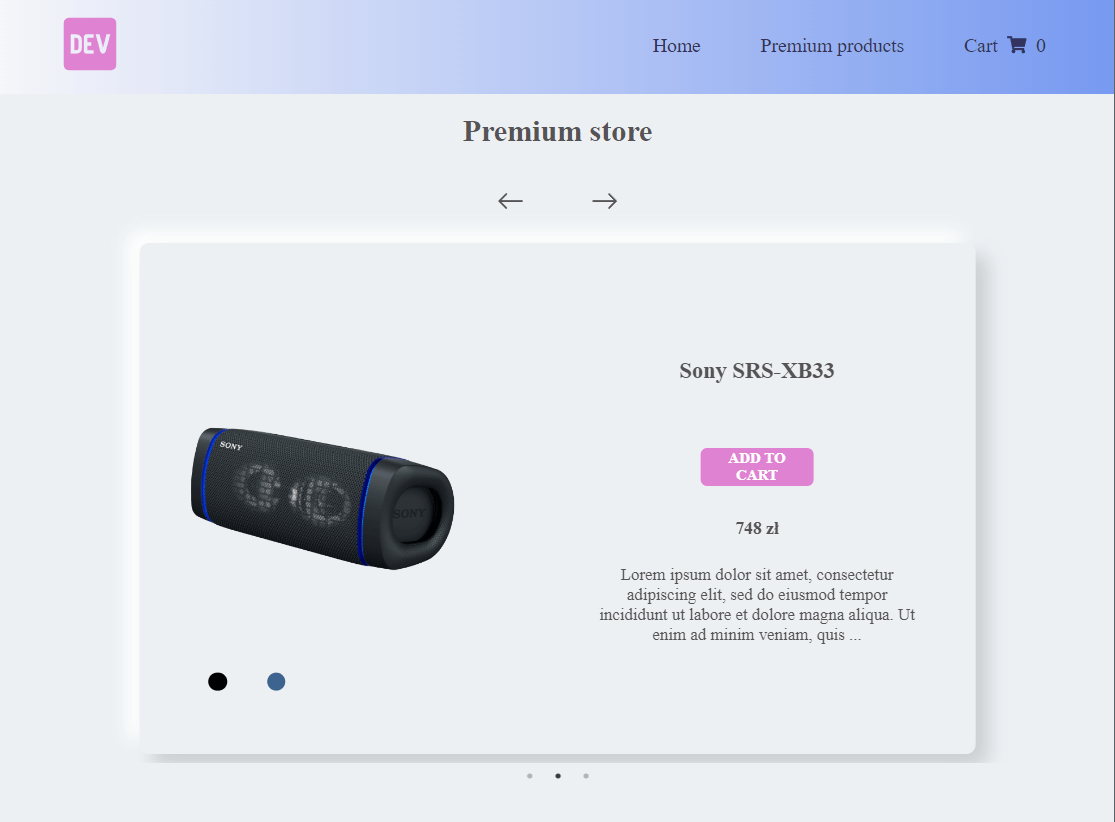 DEV
Home
Premium products
Cart 0
Premium store
SONY
SONY
Sony SRS-XB33
ADD TO
CART
748 zł
Lorem ipsum dolor sit amet, consectetur
adipiscing elit, sed do eiusmod tempor
incididunt ut labore et dolore magna aliqua. Ut
enim ad minim veniam, quis ...